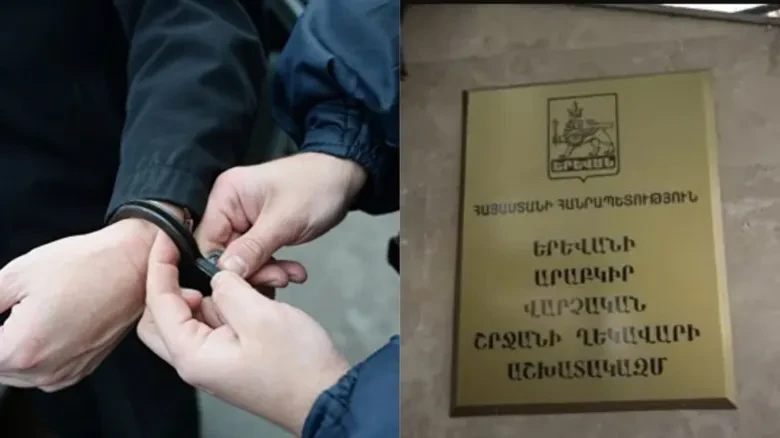 ԵՐԵՎԱՆ
ՀԱՅԱՍՏԱՆԻ ՀԱՆՐԱՊԵՏՈՒԹՅՈՒՆ
ԵՐԵՎԱՆԻ
ԱՐԱԲԿԻՐ
ՎԱՐՉԱԿԱՆ
ՇՐՋԱՆԻ ՂԵԿԱՎԱՐԻ
ԱՇԽԱՏԱԿԱԶՄ